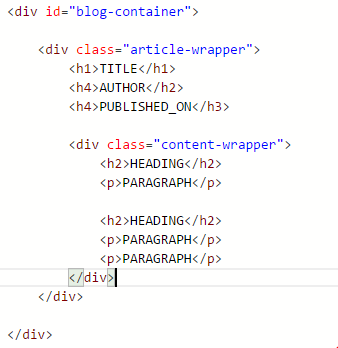 <div id="blog-container">
<div class="article-wrapper">
<h1>TITLE</h1>
<h4>AUTHOR</h2>
<h4>PUBLISHED_ON</h3>
<div class="content-wrapper">
<h2>HEADING</h2>
<p>PARAGRAPH</p>
<h2>HEADING</h2>
<p>PARAGRAPH</p>
<p>PARAGRAPH</p>
</div>
</div>
</div>